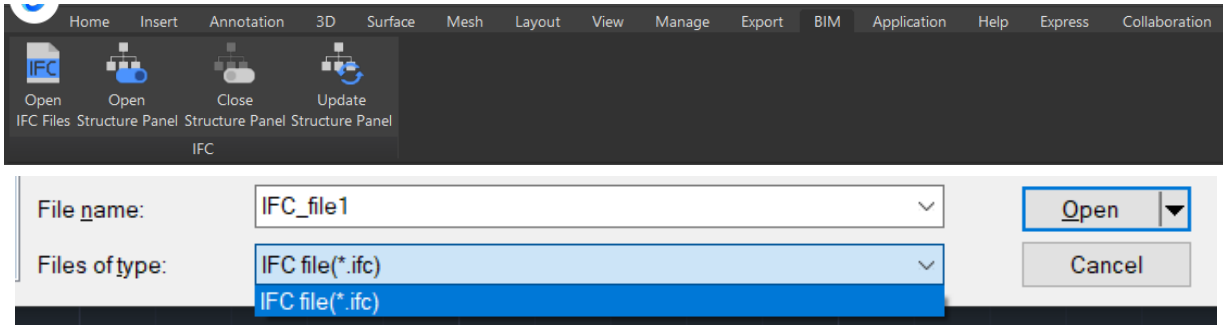 Home Insert Annotation 3D Surface Mesh Layout View Manage Export BIM Application Help Express Collaboration
IFC
Open Open Close Update
IFC Files Structure Panel Structure Panel Structure Panel
IFC
File name: IFC_file1 Open
Files of type: IFC file(*.ifc) Cancel
IFC file(*.ifc)